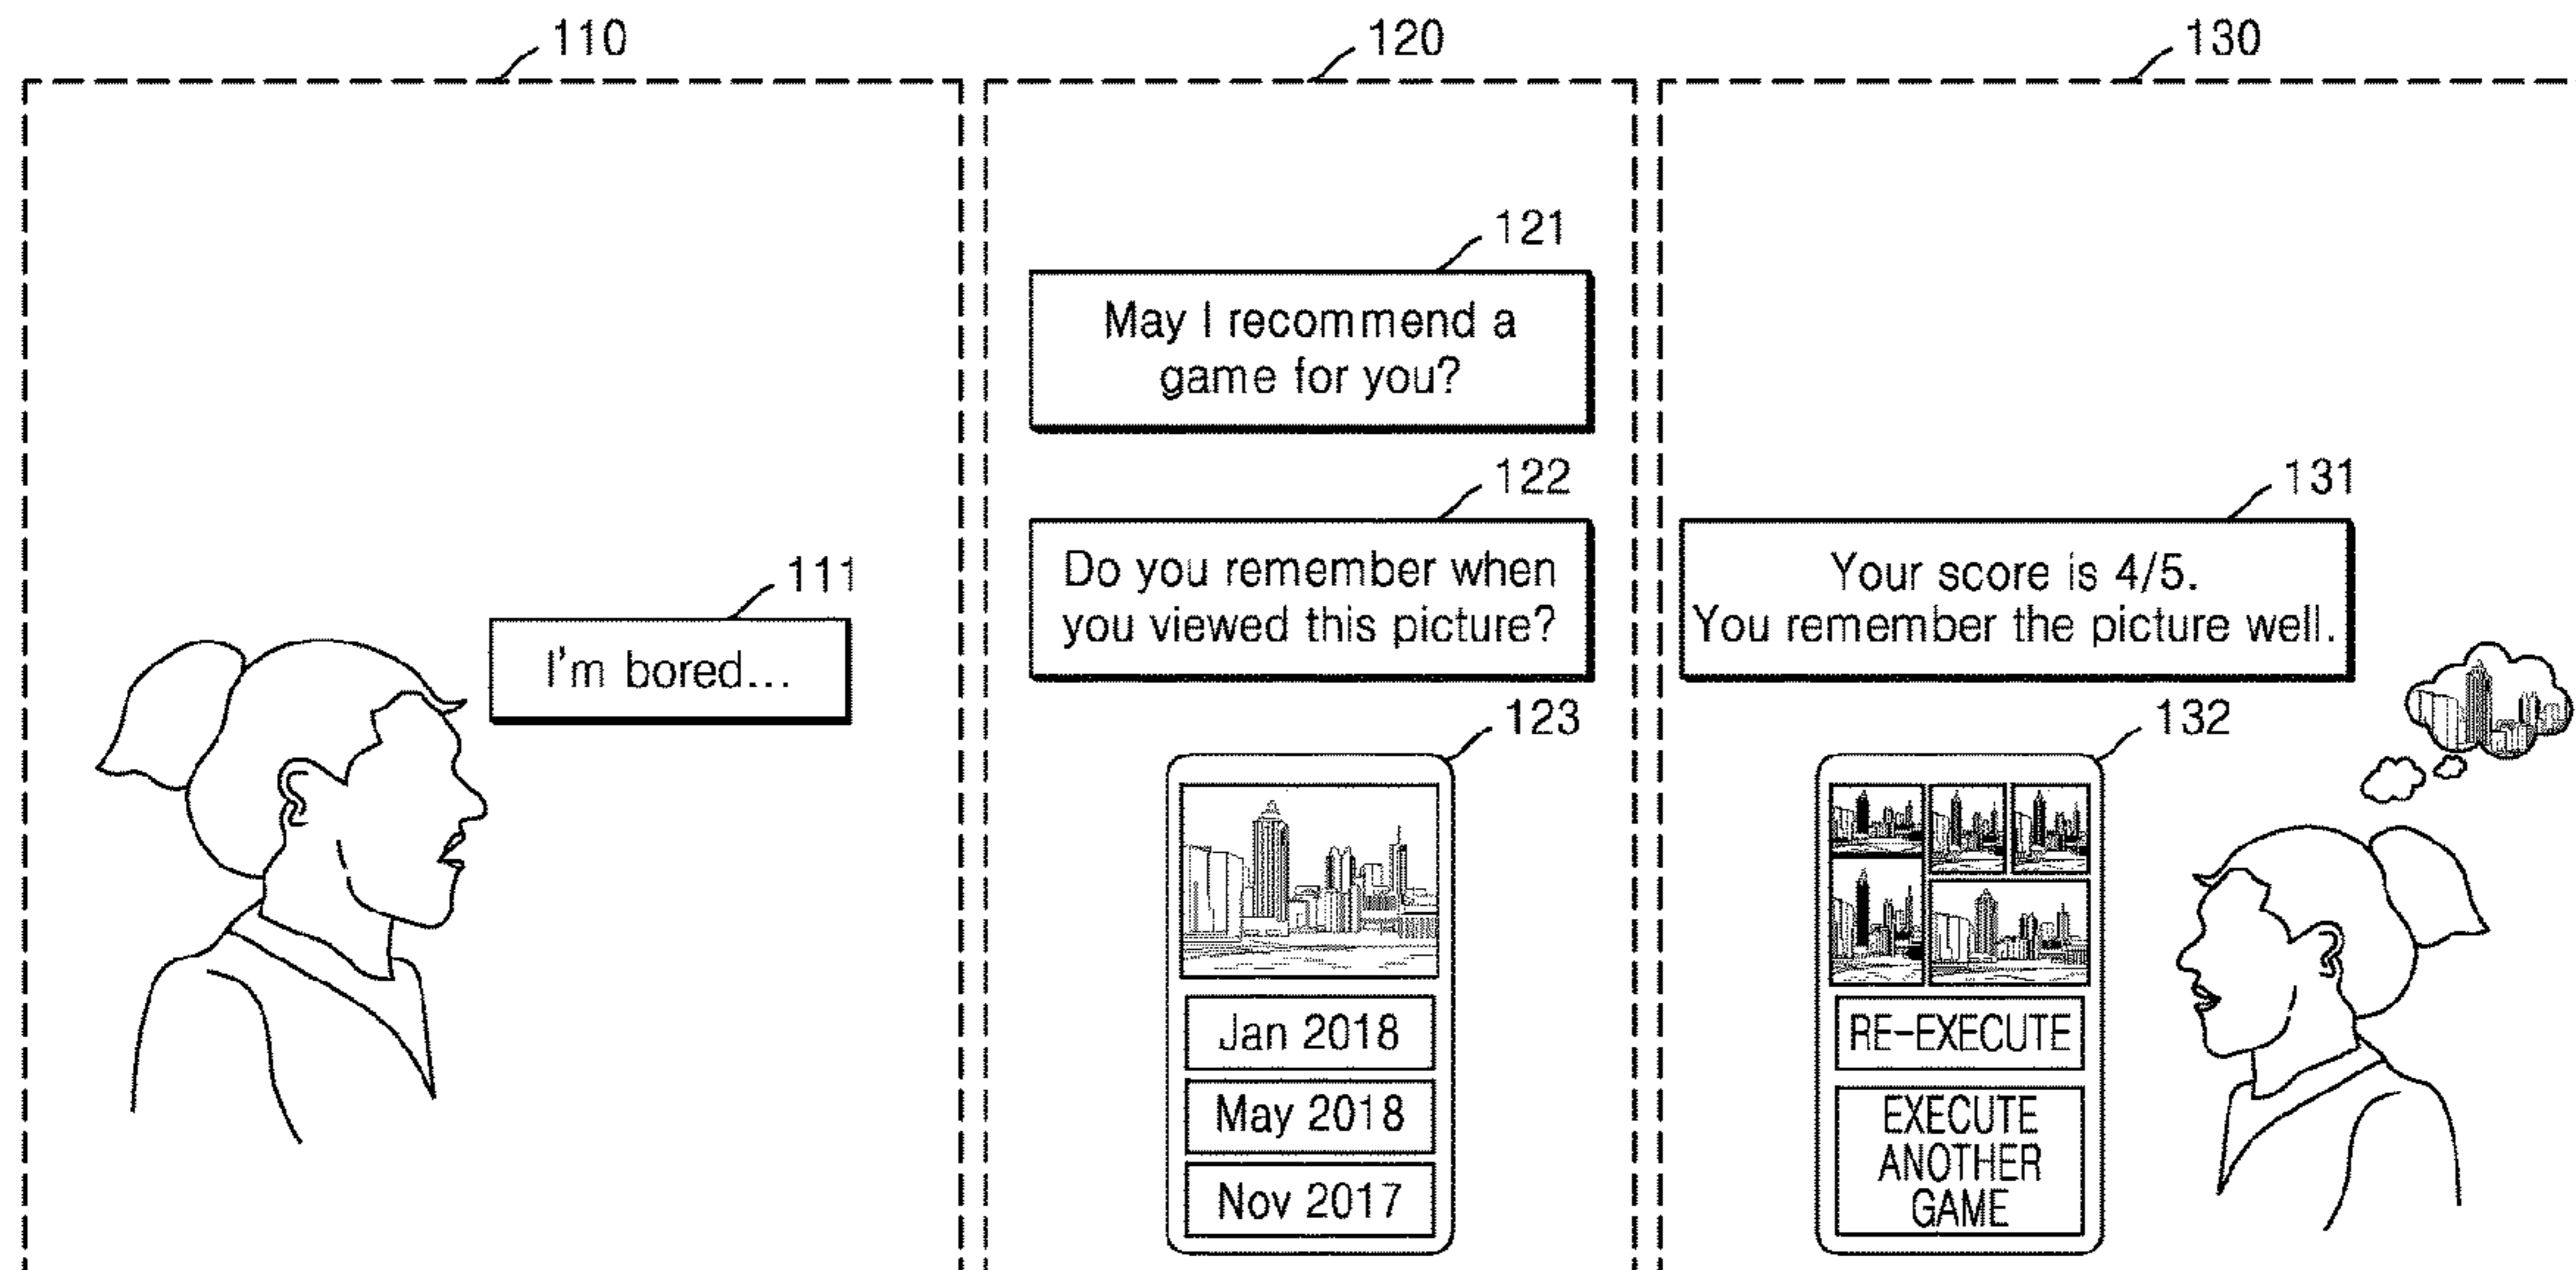 110
111
I'm bored...
120
121
May I recommend a
game for you?
122
Do you remember when
you viewed this picture?
123
Jan 2018
May 2018
Nov 2017
130
131
Your score is 4/5.
You remember the picture well.
132
RE-EXECUTE
EXECUTE
ANOTHER
GAME